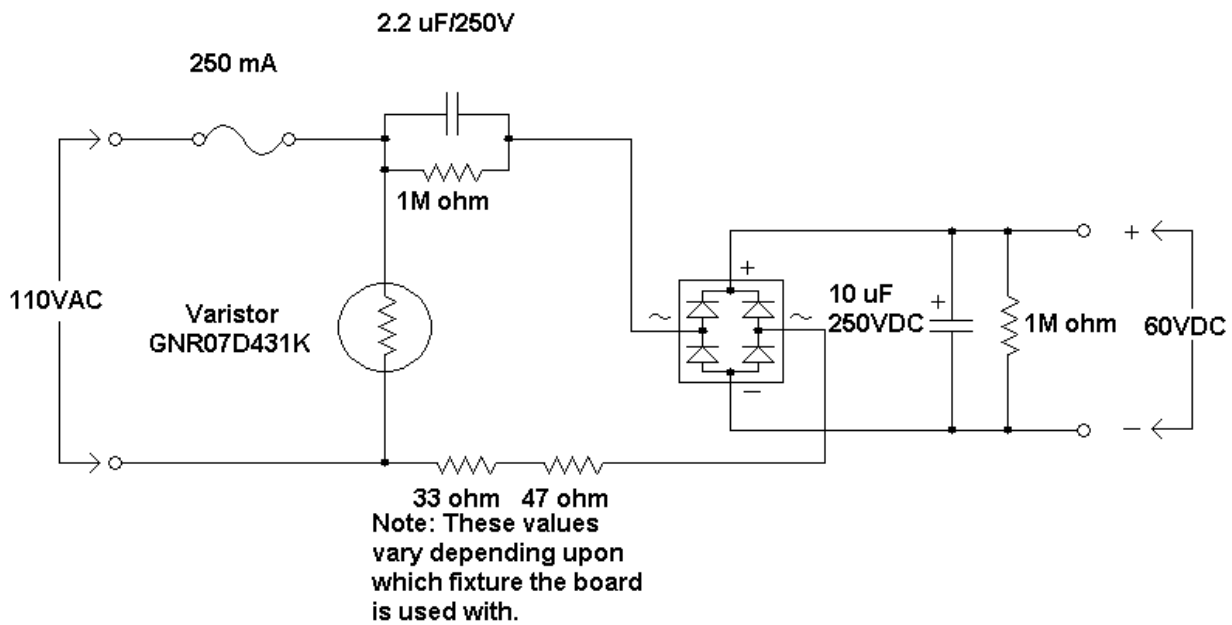 2.2 uF/250V
250 mA
1M ohm
110VAC
Varistor
GNR07D431K
+
~
~
−
10 uF
250VDC
+
1M ohm
+
60VDC
−
33 ohm 47 ohm
Note: These values
vary depending upon
which fixture the board
is used with.